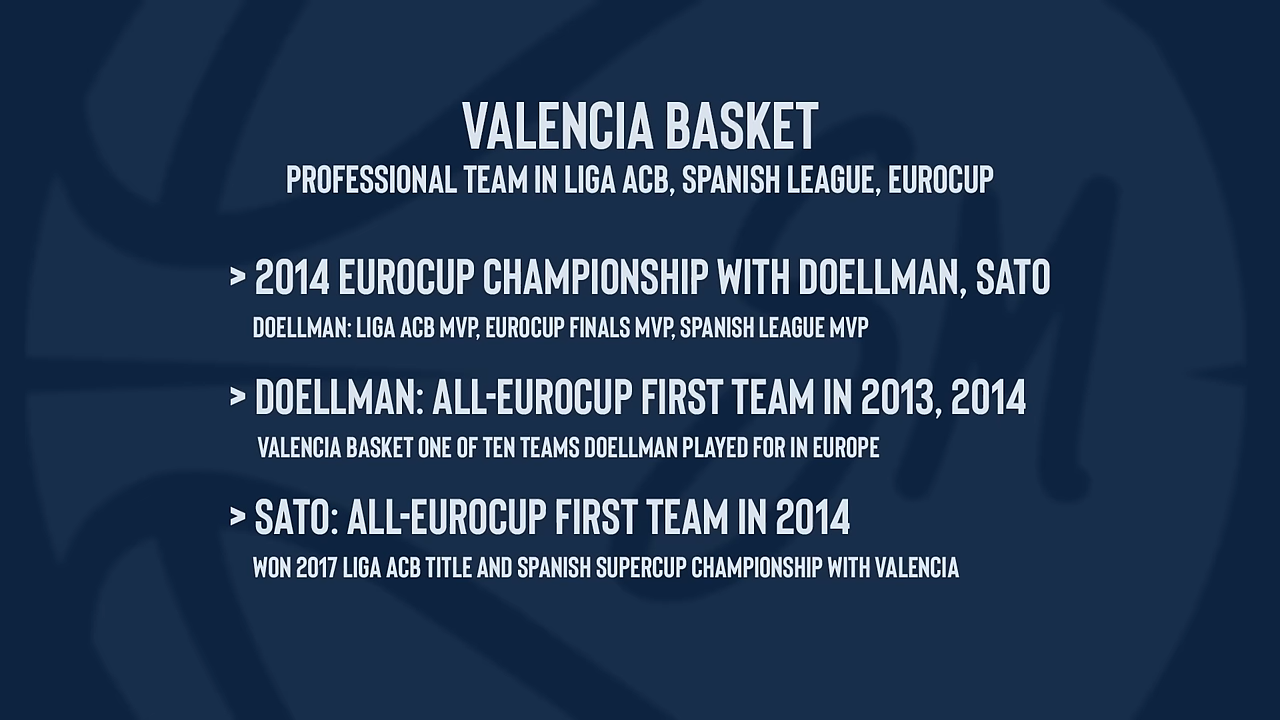 VALENCIA BASKET
PROFESSIONAL TEAM IN LIGA ACB, SPANISH LEAGUE, EUROCUP
> 2014 EUROCUP CHAMPIONSHIP WITH DOELLMAN, SATO
DOELLMAN: LIGA ACB MVP, EUROCUP FINALS MVP, SPANISH LEAGUE MVP
> DOELLMAN: ALL-EUROCUP FIRST TEAM IN 2013, 2014
VALENCIA BASKET ONE OF TEN TEAMS DOELLMAN PLAYED FOR IN EUROPE
> SATO: ALL-EUROCUP FIRST TEAM IN 2014
WON 2017 LIGA ACB TITLE AND SPANISH SUPERCUP CHAMPIONSHIP WITH VALENCIA
SM